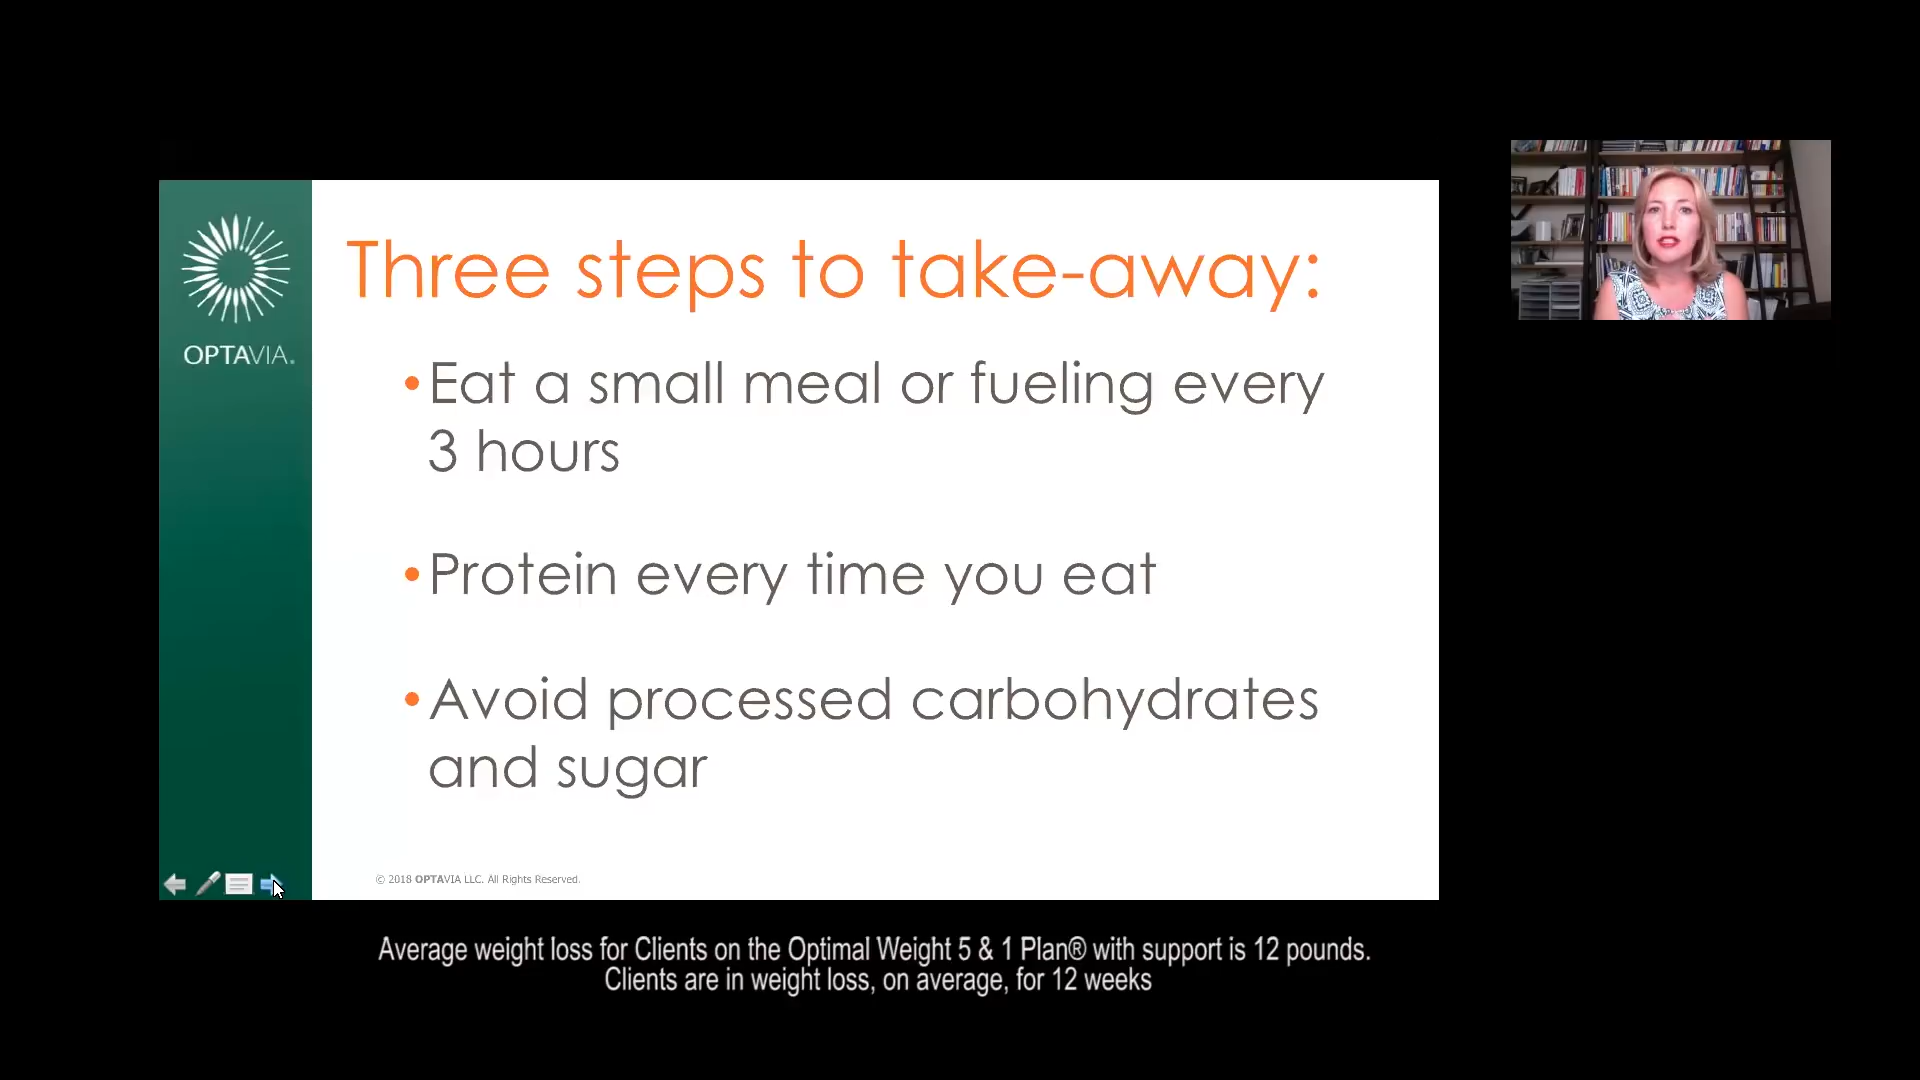 OPTAVIA.
Three steps to take-away:
•Eat a small meal or fueling every
3 hours
•Protein every time you eat
•Avoid processed carbohydrates
and sugar
© 2018 OPTAVIA LLC. All Rights Reserved.
Average weight loss for Clients on the Optimal Weight 5 & 1 Plan® with support is 12 pounds.
Clients are in weight loss, on average, for 12 weeks